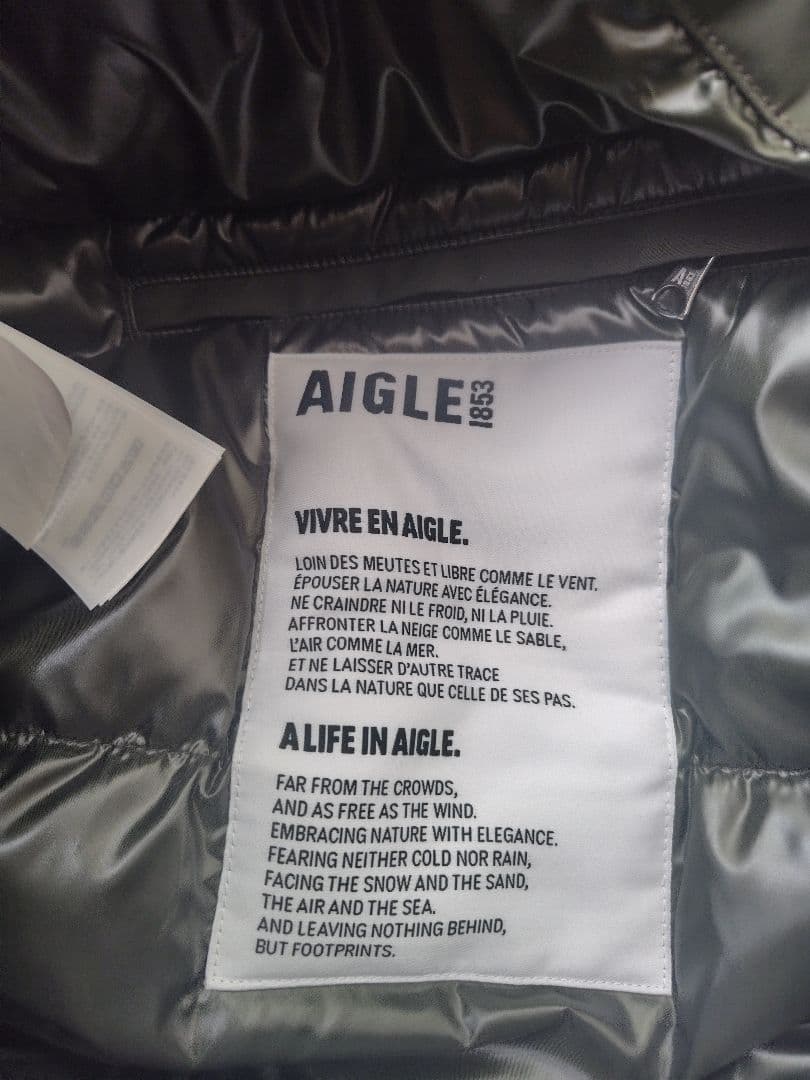 AIGLE 1853
VIVRE EN AIGLE.
LOIN DES MEUTES ET LIBRE COMME LE VENT.
ÉPOUSER LA NATURE AVEC ÉLÉGANCE.
NE CRAINDRE NI LE FROID, NI LA PLUIE.
AFFRONTER LA NEIGE COMME LE SABLE,
L'AIR COMME LA MER.
ET NE LAISSER D'AUTRE TRACE
DANS LA NATURE QUE CELLE DE SES PAS.
A LIFE IN AIGLE.
FAR FROM THE CROWDS,
AND AS FREE AS THE WIND.
EMBRACING NATURE WITH ELEGANCE.
FEARING NEITHER COLD NOR RAIN,
FACING THE SNOW AND THE SAND,
THE AIR AND THE SEA.
AND LEAVING NOTHING BEHIND,
BUT FOOTPRINTS.